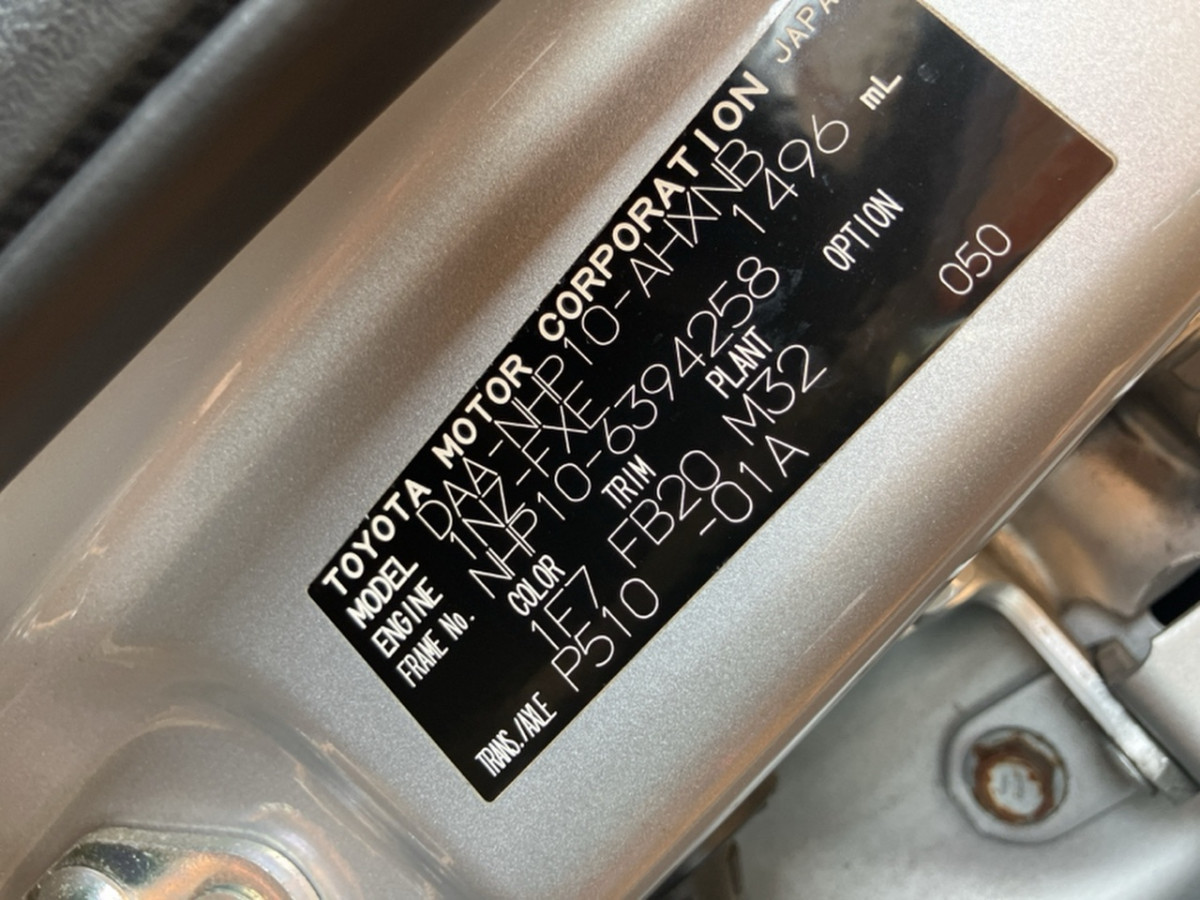 TOYOTA MOTOR CORPORATION JAPA
MODEL DAA-NHP10-AHXNB
ENGINE 1NZ-FXE 1496 mL
FRAME No. NHP10-6394258
COLOR TRIM PLANT OPTION
1F7 FB20 M32 050
TRANS./AXLE P510 -01A